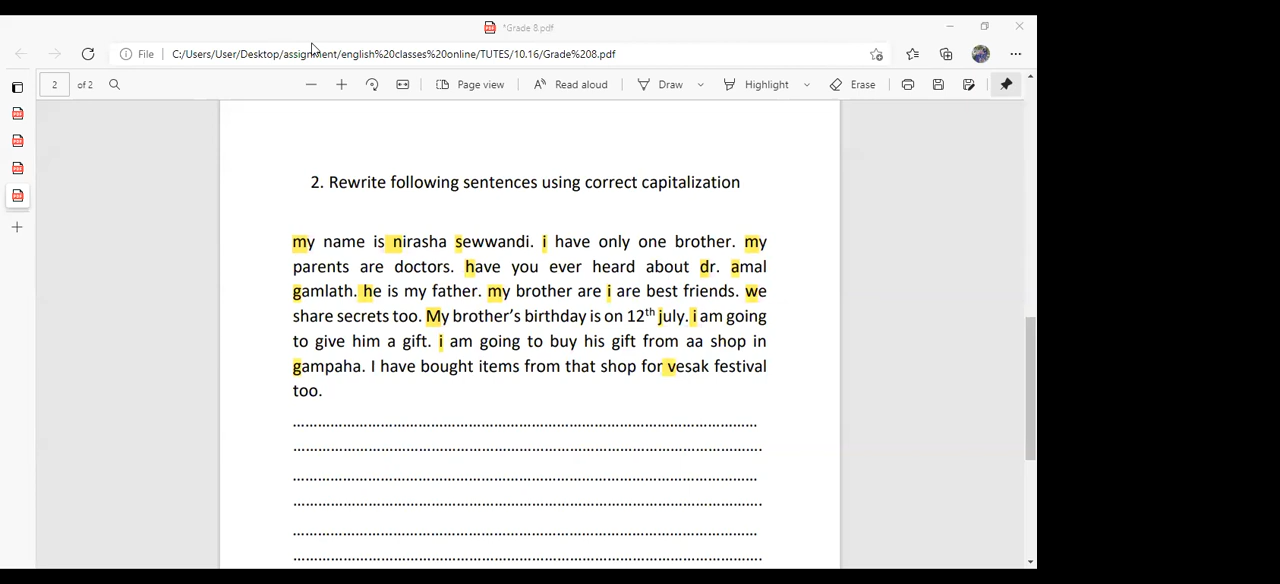 *Grade 8.pdf
File C:/Users/User/Desktop/assignment/english%20classes%20online/TUTES/10.16/Grade%208.pdf
2 of 2 Page view Read aloud Draw Highlight Erase
2. Rewrite following sentences using correct capitalization
my name is nirasha sewwandi. i have only one brother. my
parents are doctors. have you ever heard about dr. amal
gamlath. he is my father. my brother are i are best friends. we
share secrets too. My brother's birthday is on 12th july. i am going
to give him a gift. i am going to buy his gift from aa shop in
gampaha. I have bought items from that shop for vesak festival
too.